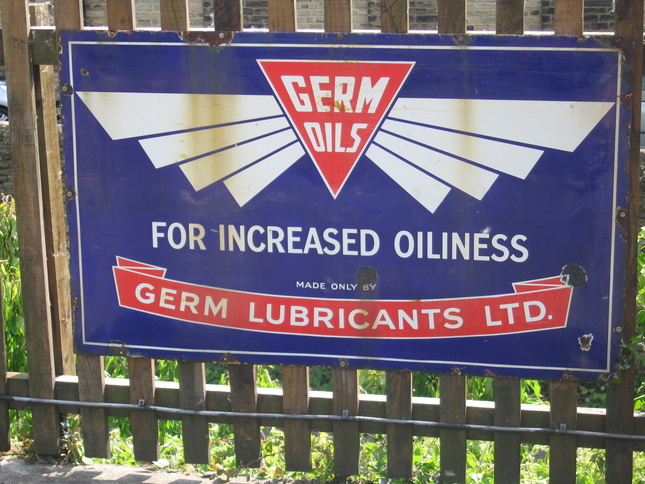 GERM
OILS
FOR INCREASED OILINESS
MADE ONLY BY
GERM LUBRICANTS LTD.